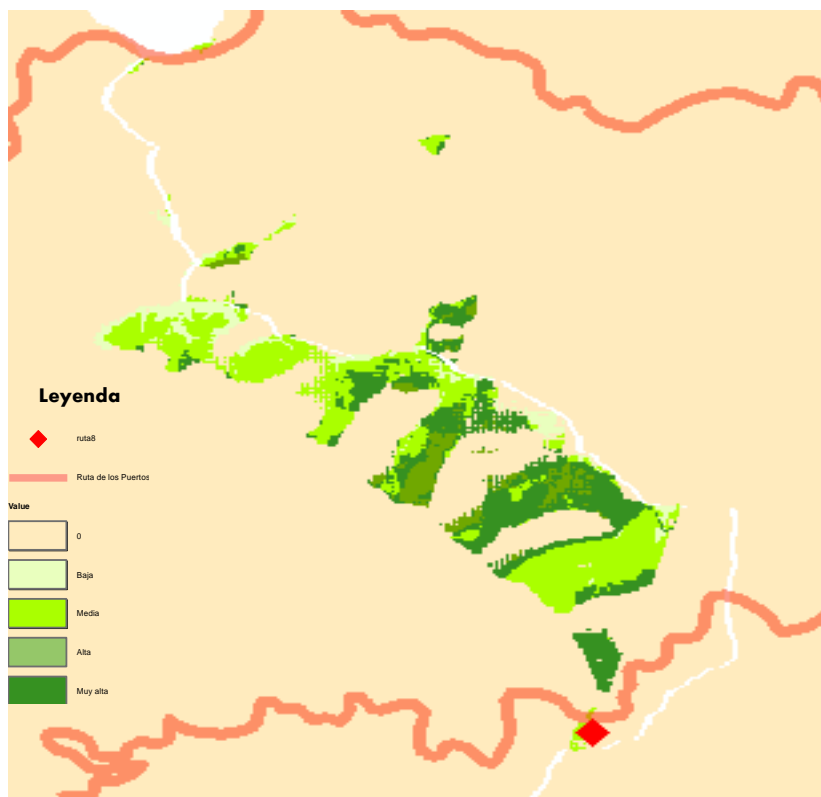 Leyenda
ruta8
Ruta de los Puertos
Value
0
Baja
Media
Alta
Muy alta